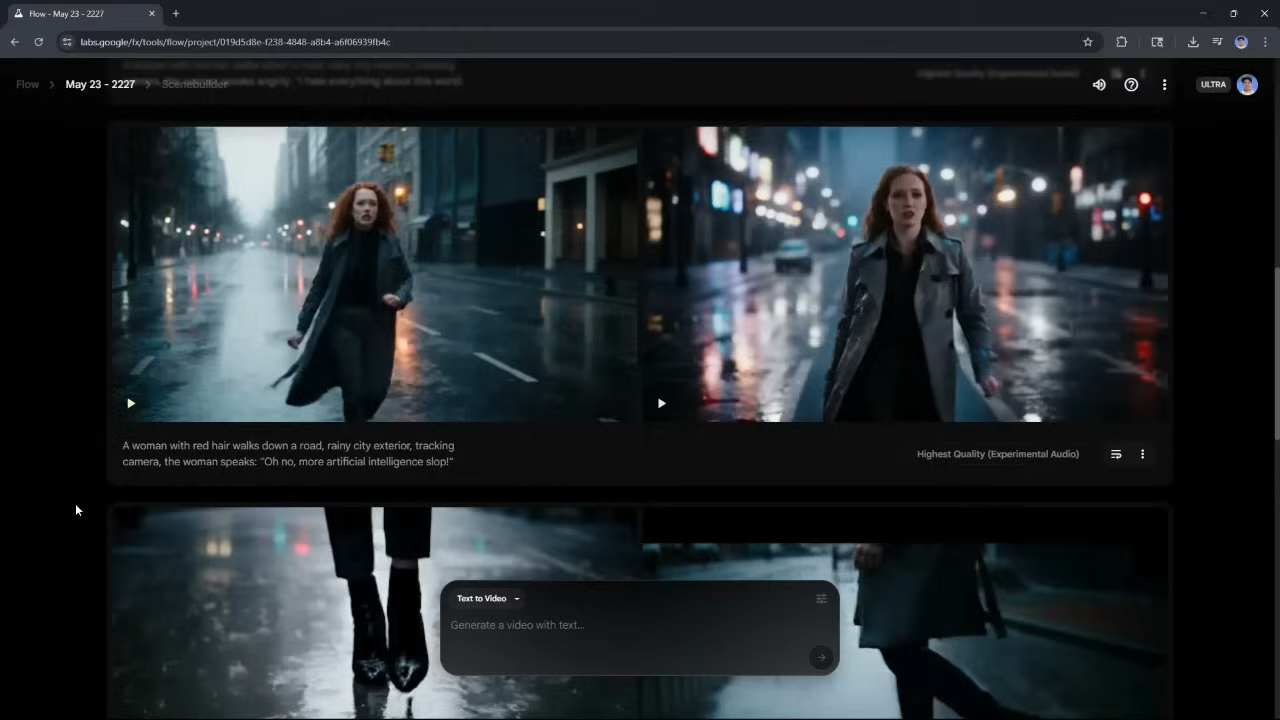 Flow - May 23 - 2227
labs.google/fx/tools/flow/project/019d5d8e-f238-4848-a8b4-a6f06939fb4c
Flow > May 23 - 2227 > Scenebuilder
ULTRA
A woman with red hair walks down a road, rainy city exterior, tracking
camera, the woman speaks: "Oh no, more artificial intelligence slop!"
Highest Quality (Experimental Audio)
Text to Video
Generate a video with text...